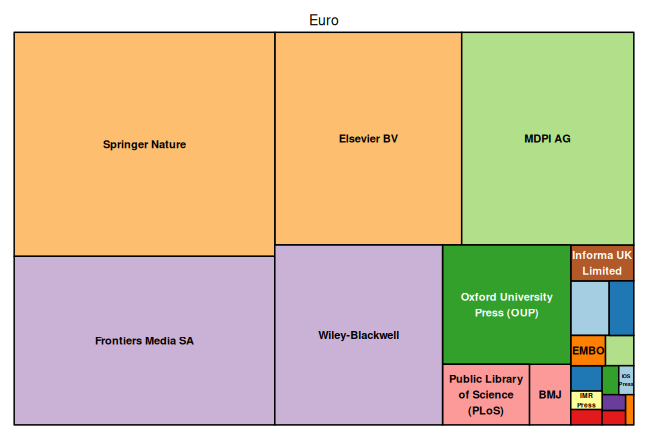 Euro
Springer Nature
Elsevier BV
MDPI AG
Frontiers Media SA
Wiley-Blackwell
Oxford University
Press (OUP)
Public Library
of Science
(PLoS)
BMJ
Informa UK
Limited
EMBO
IOS
Press
IMR
Press